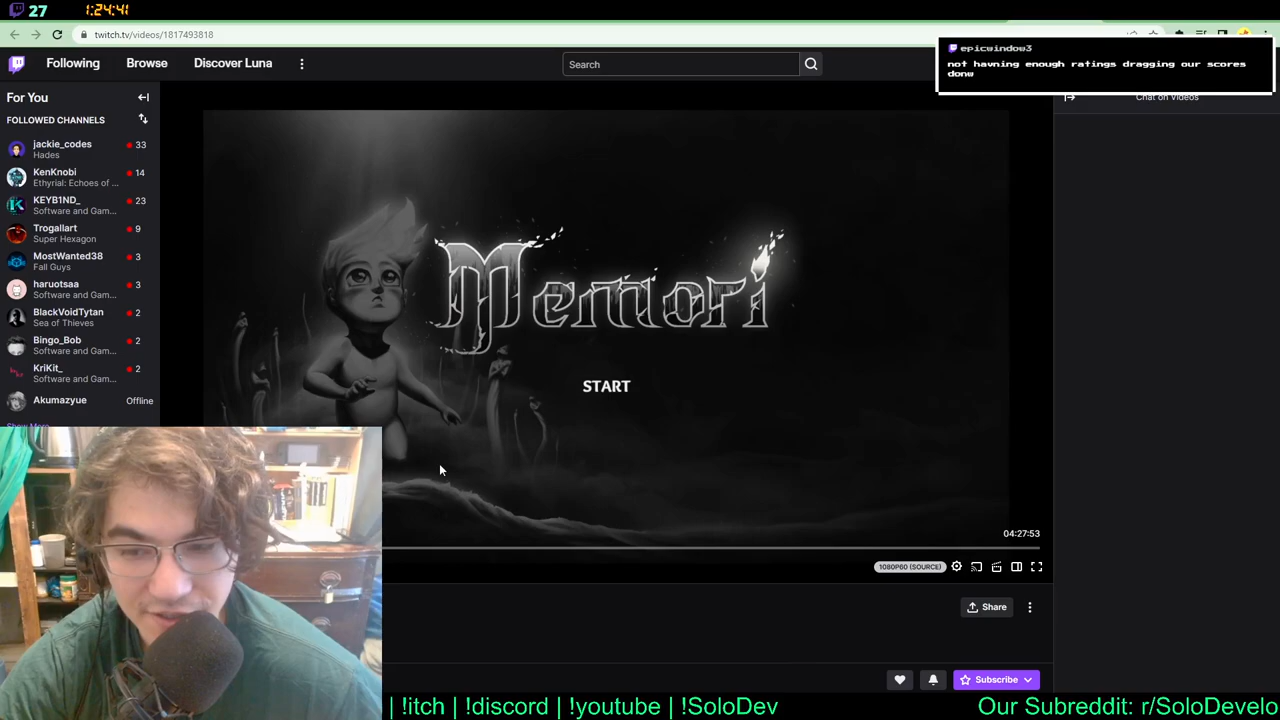 27
1:24:41
twitch.tv/videos/1817493818
epicwindow3
not havning enough ratings dragging our scores
donw
Following
Browse
Discover Luna
Search
For You
Chat on Videos
FOLLOWED CHANNELS
jackie_codes
33
Hades
KenKnobi
14
Ethyrial: Echoes of ...
KEYB1ND_
23
Software and Gam...
Trogallart
9
Super Hexagon
MostWanted38
3
Fall Guys
haruotsaa
3
Software and Gam...
BlackVoidTytan
2
Sea of Thieves
Bingo_Bob
2
Software and Gam...
KriKit_
2
Software and Gam...
Akumazyue
Offline
Show More
Memori
START
04:27:53
1080P60 (SOURCE)
Share
Subscribe
| !itch | !discord | !youtube | !SoloDev
Our Subreddit: r/SoloDevelo